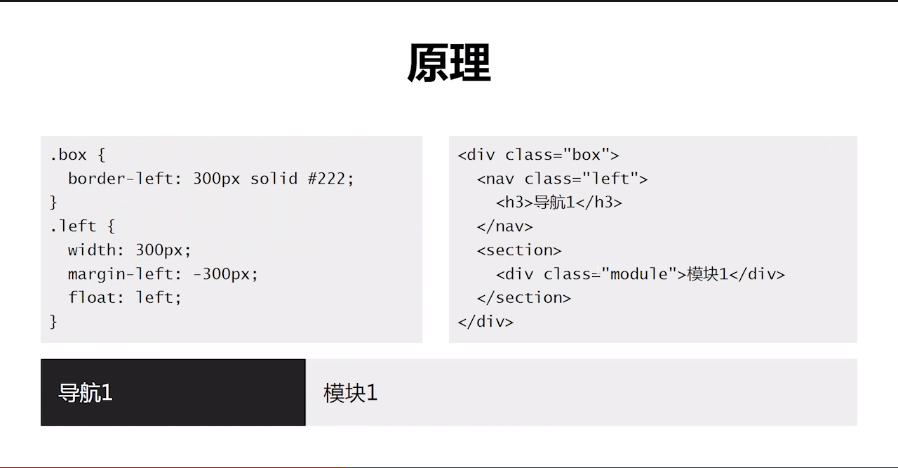 原理
.box {
  border-left: 300px solid #222;
}
.left {
  width: 300px;
  margin-left: -300px;
  float: left;
}
<div class="box">
  <nav class="left">
    <h3>导航1</h3>
  </nav>
  <section>
    <div class="module">模块1</div>
  </section>
</div>
导航1
模块1